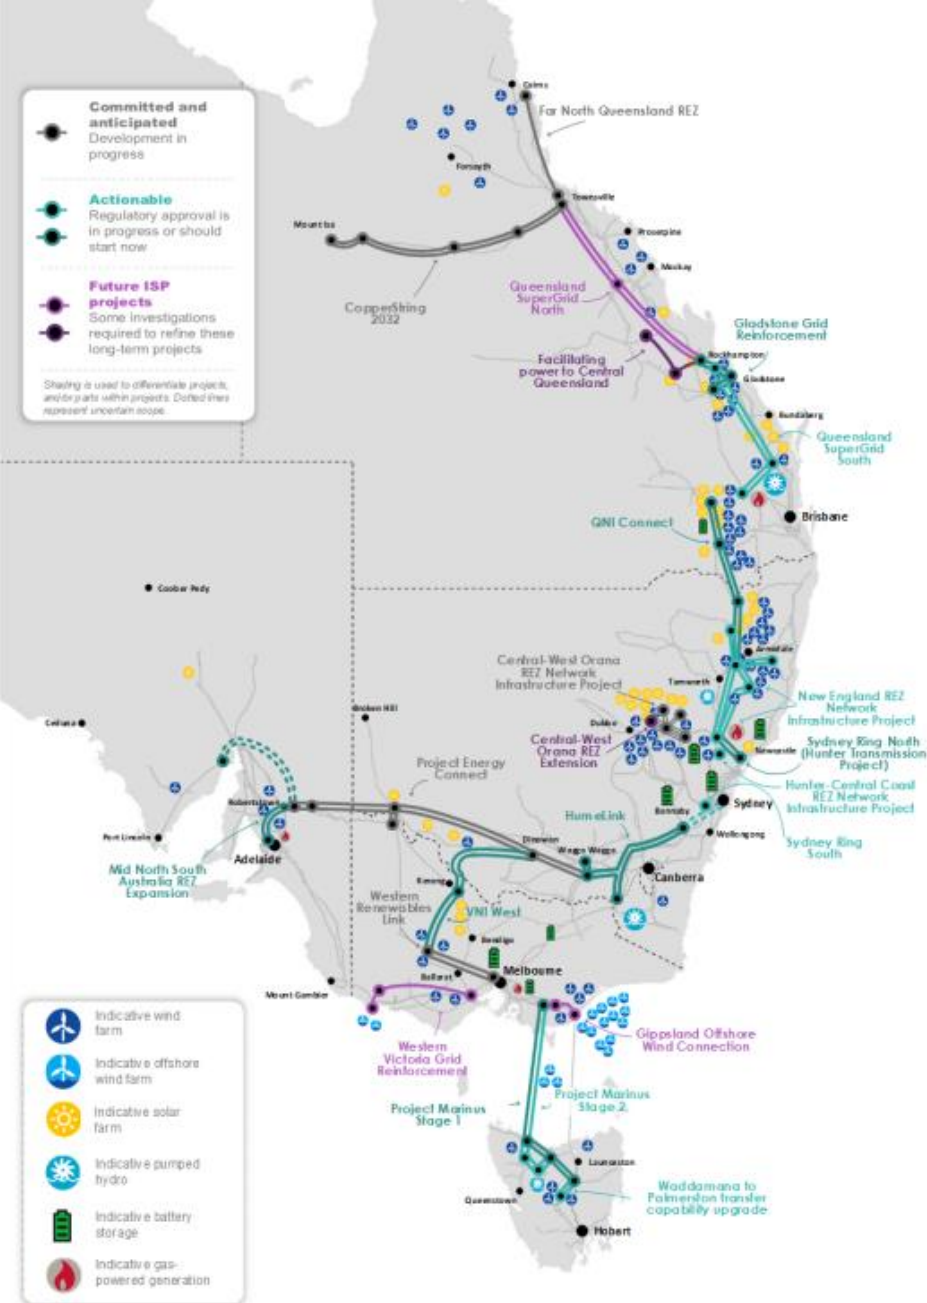 Committed and
anticipated
Development in
progress
Actionable
Regulatory approval is
in progress or should
start now
Future ISP
projects
Some investigations
required to refine these
long-term projects
Shading is used to differentiate projects,
and/or parts within projects. Dotted lines
represent uncertain scope.
Cairns
Far North Queensland REZ
Forsayth
Townsville
Mount Isa
Proserpine
Mackay
CopperString
2032
Queensland
SuperGrid
North
Gladstone Grid
Reinforcement
Facilitating
power to Central
Queensland
Rockhampton
Gladstone
Bundaberg
Queensland
SuperGrid
South
QNI Connect
Brisbane
Coober Pedy
Armidale
Central-West Orana
REZ Network
Infrastructure Project
Tamworth
New England REZ
Network
Infrastructure Project
Ceduna
Broken Hill
Dubbo
Central-West
Orana REZ
Extension
Newcastle
Sydney Ring North
(Hunter Transmission
Project)
Project Energy
Connect
Hunter-Central Coast
REZ Network
Infrastructure Project
Robertstown
Bannaby
Sydney
HumeLink
Wollongong
Sydney Ring
South
Port Lincoln
Adelaide
Dinawan
Wagga Wagga
Mid North South
Australia REZ
Expansion
Kerang
Canberra
Western
Renewables
Link
VNI West
Bendigo
Ballarat
Melbourne
Mount Gambier
Western
Victoria Grid
Reinforcement
Gippsland Offshore
Wind Connection
Project Marinus
Stage 1
Project Marinus
Stage 2
Launceston
Queenstown
Waddamana to
Palmerston transfer
capability upgrade
Hobart
Indicative wind
farm
Indicative offshore
wind farm
Indicative solar
farm
Indicative pumped
hydro
Indicative battery
storage
Indicative gas-
powered generation